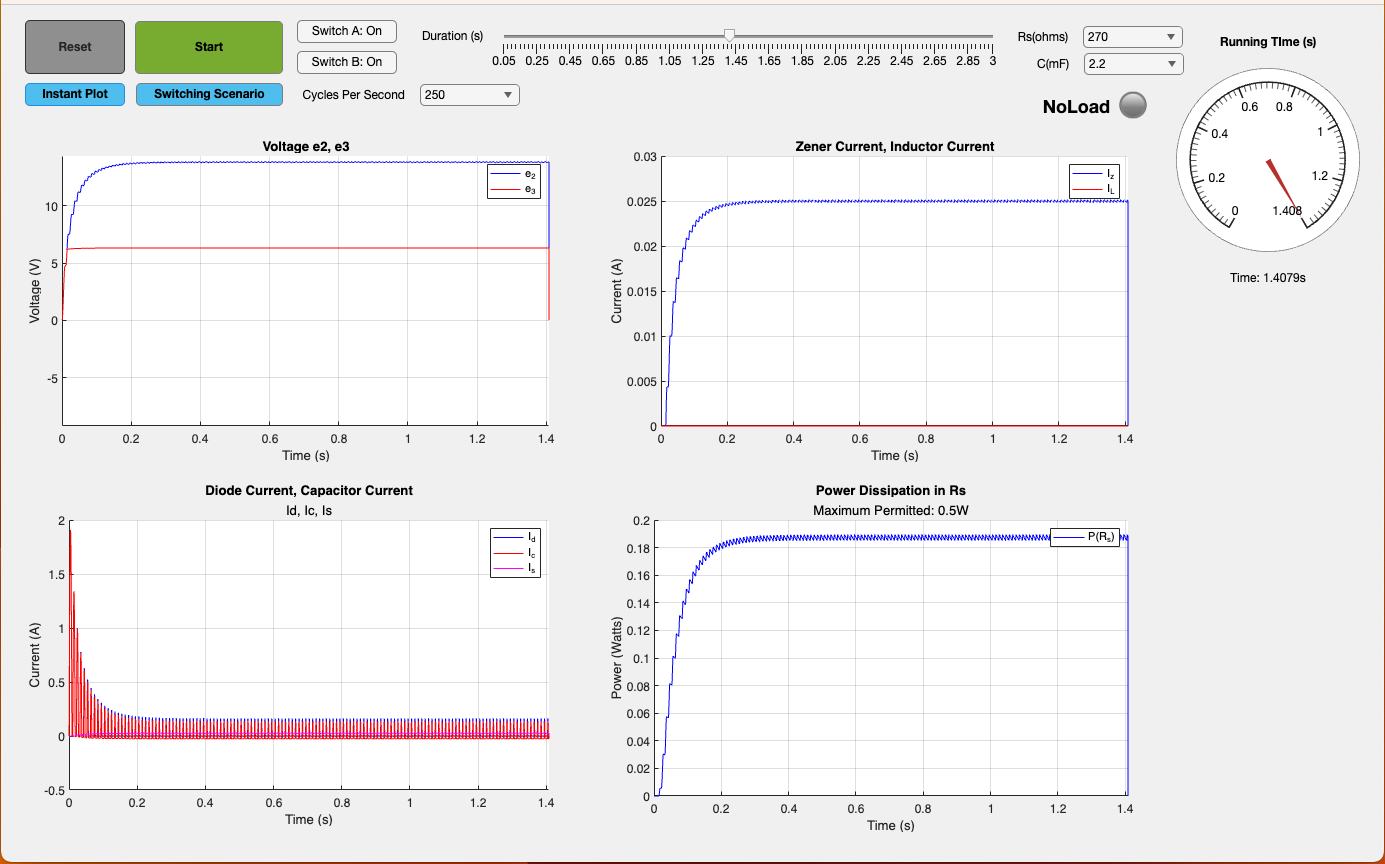 Reset
Start
Switch A: On
Switch B: On
Duration (s)
0.05 0.25 0.45 0.65 0.85 1.05 1.25 1.45 1.65 1.85 2.05 2.25 2.45 2.65 2.85 3
Rs(ohms) 270
C(mF) 2.2
Running TIme (s)
Instant Plot
Switching Scenario
Cycles Per Second 250
NoLoad
0 0.2 0.4 0.6 0.8 1 1.2 1.408
Time: 1.4079s
Voltage e2, e3
e2
e3
Voltage (V)
10
5
0
-5
0 0.2 0.4 0.6 0.8 1 1.2 1.4
Time (s)
Zener Current, Inductor Current
Iz
IL
Current (A)
0.03
0.025
0.02
0.015
0.01
0.005
0
0 0.2 0.4 0.6 0.8 1 1.2 1.4
Time (s)
Diode Current, Capacitor Current
Id, Ic, Is
Id
Ic
Is
Current (A)
2
1.5
1
0.5
0
-0.5
0 0.2 0.4 0.6 0.8 1 1.2 1.4
Time (s)
Power Dissipation in Rs
Maximum Permitted: 0.5W
P(Rs)
Power (Watts)
0.2
0.18
0.16
0.14
0.12
0.1
0.08
0.06
0.04
0.02
0
0 0.2 0.4 0.6 0.8 1 1.2 1.4
Time (s)